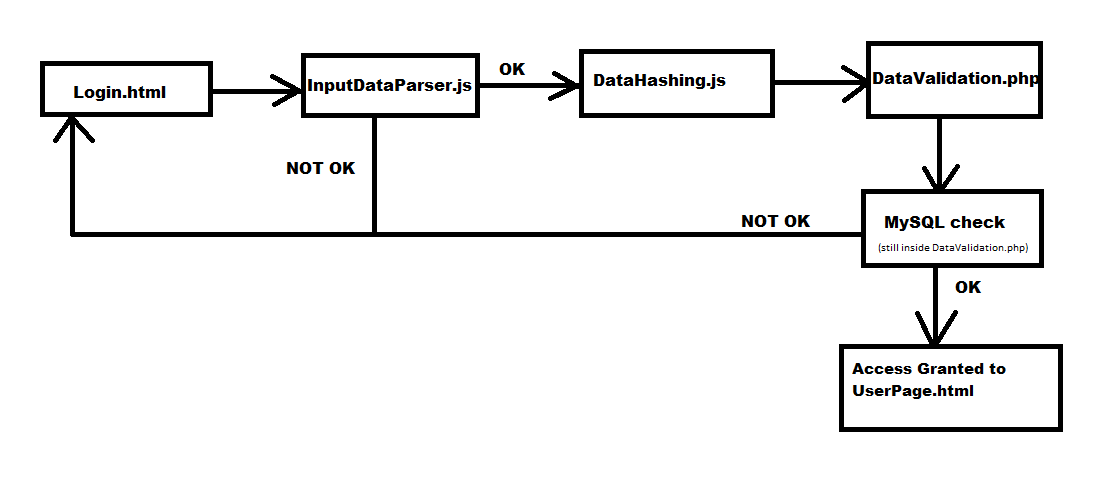 Login.html
InputDataParser.js
OK
DataHashing.js
DataValidation.php
NOT OK
NOT OK
MySQL check
(still inside DataValidation.php)
OK
Access Granted to
UserPage.html